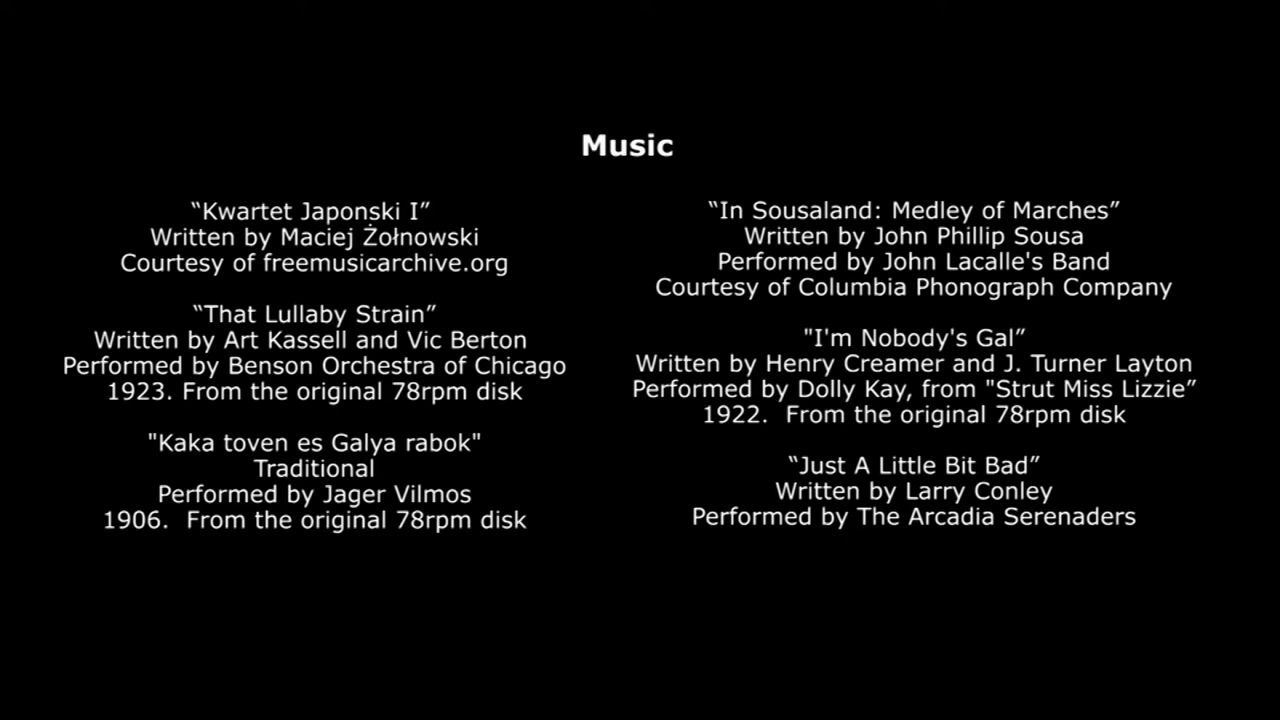 Music
“Kwartet Japonski I”
Written by Maciej Żołnowski
Courtesy of freemusicarchive.org
“That Lullaby Strain”
Written by Art Kassell and Vic Berton
Performed by Benson Orchestra of Chicago
1923. From the original 78rpm disk
"Kaka toven es Galya rabok"
Traditional
Performed by Jager Vilmos
1906.  From the original 78rpm disk
“In Sousaland: Medley of Marches”
Written by John Phillip Sousa
Performed by John Lacalle's Band
Courtesy of Columbia Phonograph Company
"I'm Nobody's Gal”
Written by Henry Creamer and J. Turner Layton
Performed by Dolly Kay, from "Strut Miss Lizzie”
1922.  From the original 78rpm disk
“Just A Little Bit Bad”
Written by Larry Conley
Performed by The Arcadia Serenaders